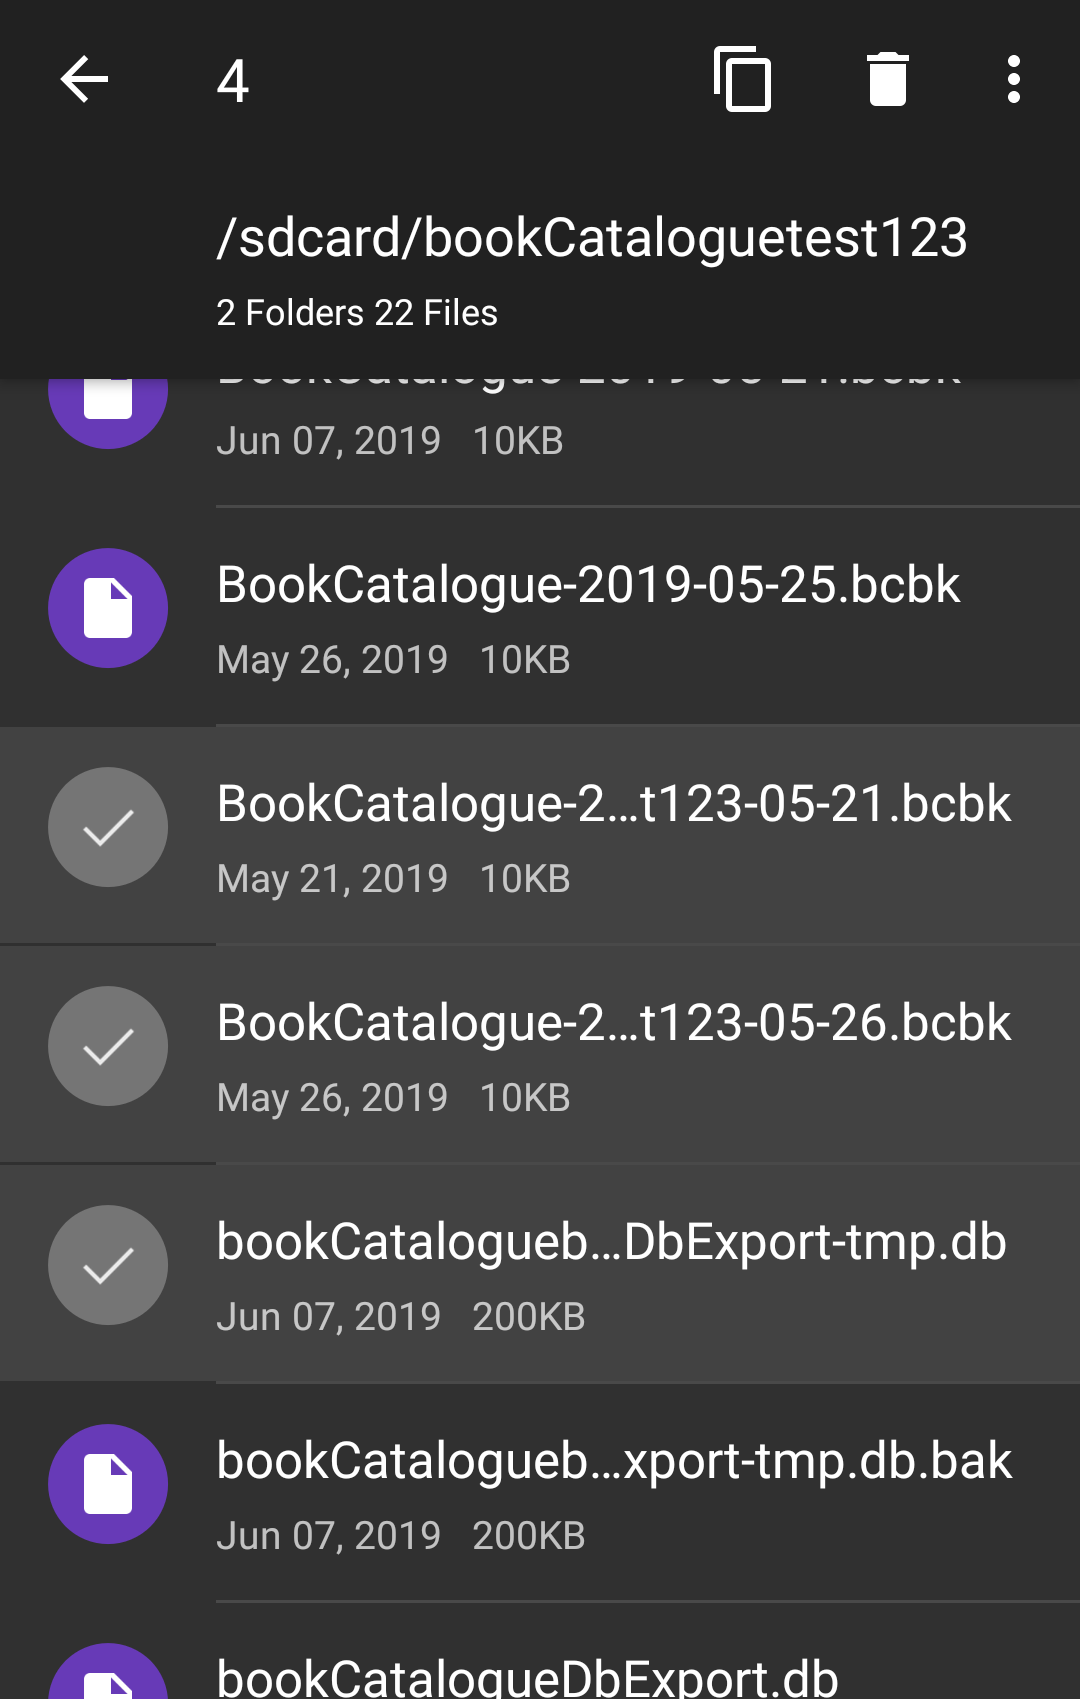 4
/sdcard/bookCataloguetest123
2 Folders 22 Files
Jun 07, 2019 10KB
BookCatalogue-2019-05-25.bcbk
May 26, 2019 10KB
BookCatalogue-2...t123-05-21.bcbk
May 21, 2019 10KB
BookCatalogue-2...t123-05-26.bcbk
May 26, 2019 10KB
bookCatalogueb...DbExport-tmp.db
Jun 07, 2019 200KB
bookCatalogueb...xport-tmp.db.bak
Jun 07, 2019 200KB
bookCatalogueDbExport.db